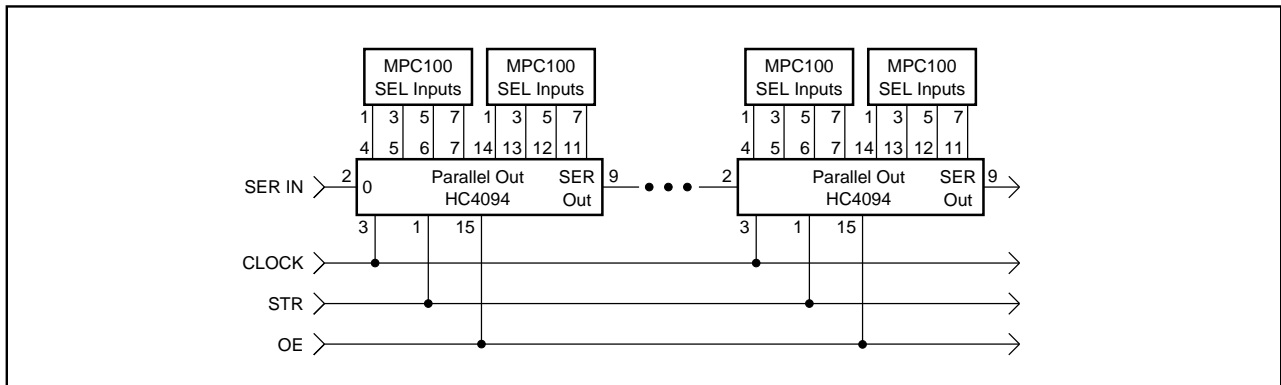 MPC100 MPC100 MPC100 MPC100
SEL Inputs SEL Inputs SEL Inputs SEL Inputs
1 3 5 7 1 3 5 7 1 3 5 7 1 3 5 7
4 5 6 7 14 13 12 11 4 5 6 7 14 13 12 11
SER IN 2 0 Parallel Out SER 9 2 Parallel Out SER 9
HC4094 Out HC4094 Out
3 1 15 3 1 15
CLOCK
STR
OE